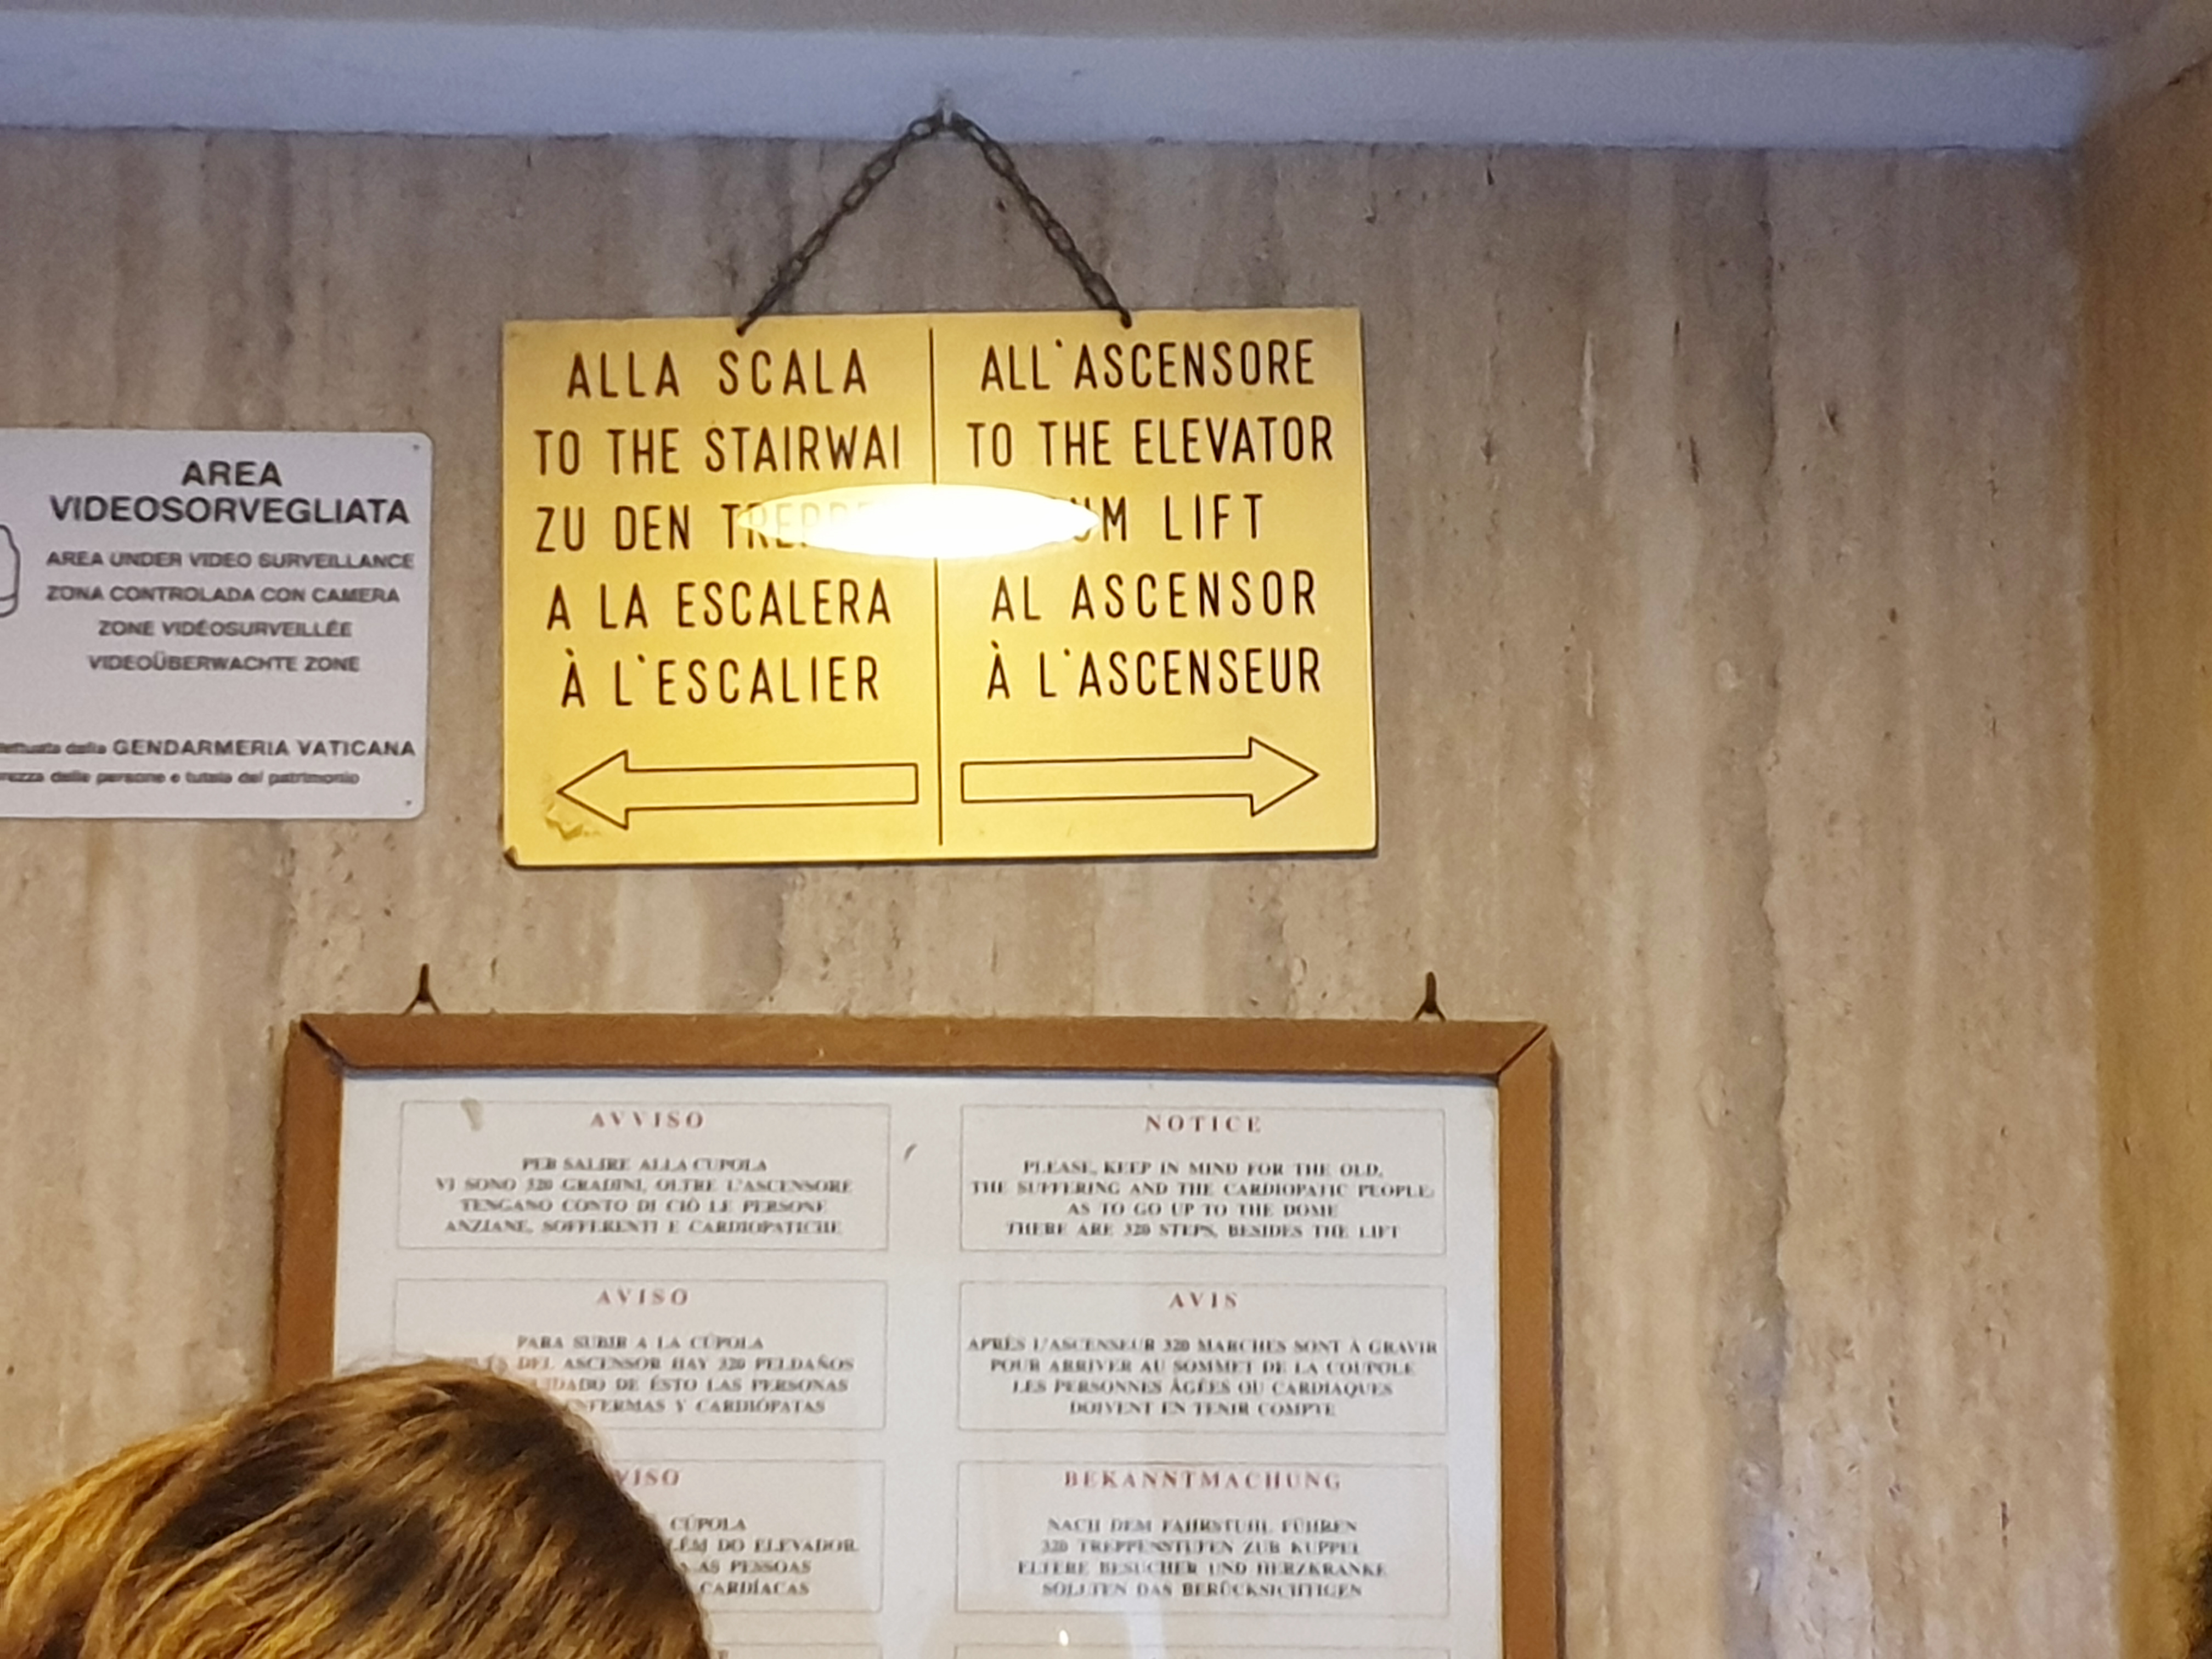 ALLA SCALA
TO THE STAIRWAI
ZU DEN
A LA ESCALERA
À L'ESCALIER
ALL'ASCENSORE
TO THE ELEVATOR
LIFT
AL ASCENSOR
À L'ASCENSEUR
AREA
VIDEOSORVEGLIATA
AREA UNDER VIDEO SURVEILLANCE
ZONA CONTROLADA CON CAMERA
ZONE VIDÉOSURVEILLÉE
VIDEOÜBERWACHTE ZONE
dalla GENDARMERIA VATICANA
delle persone e tutela del patrimonio
AVVISO
PER SALIRE ALLA CUPOLA
VI SONO 320 GRADINI, OLTRE L'ASCENSORE
TENGANO CONTO DI CIÒ LE PERSONE
ANZIANE, SOFFERENTI E CARDIOPATICHE
NOTICE
PLEASE, KEEP IN MIND FOR THE OLD,
THE SUFFERING AND THE CARDIOPATIC PEOPLE,
AS TO GO UP TO THE DOME
THERE ARE 320 STEPS, BESIDES THE LIFT
AVISO
PARA SUBIR A LA CÚPOLA
DEL ASCENSOR HAY 320 PELDAÑOS
DE ÉSTO LAS PERSONAS
Y CARDIÓPATAS
AVIS
APRÈS L'ASCENSEUR 320 MARCHES SONT À GRAVIR
POUR ARRIVER AU SOMMET DE LA COUPOLE
LES PERSONNES ÂGÉES OU CARDIAQUES
DOIVENT EN TENIR COMPTE
CÚPOLA
DO ELEVADOR
AS PESSOAS
CARDÍACAS
BEKANNTMACHUNG
NACH DEM FAHRSTUHL FÜHREN
320 TREPPENSTUFEN ZUR KUPPEL
ELTERE BESUCHER UND HERZKRANKE
SOLLTEN DAS BERÜCKSICHTIGEN